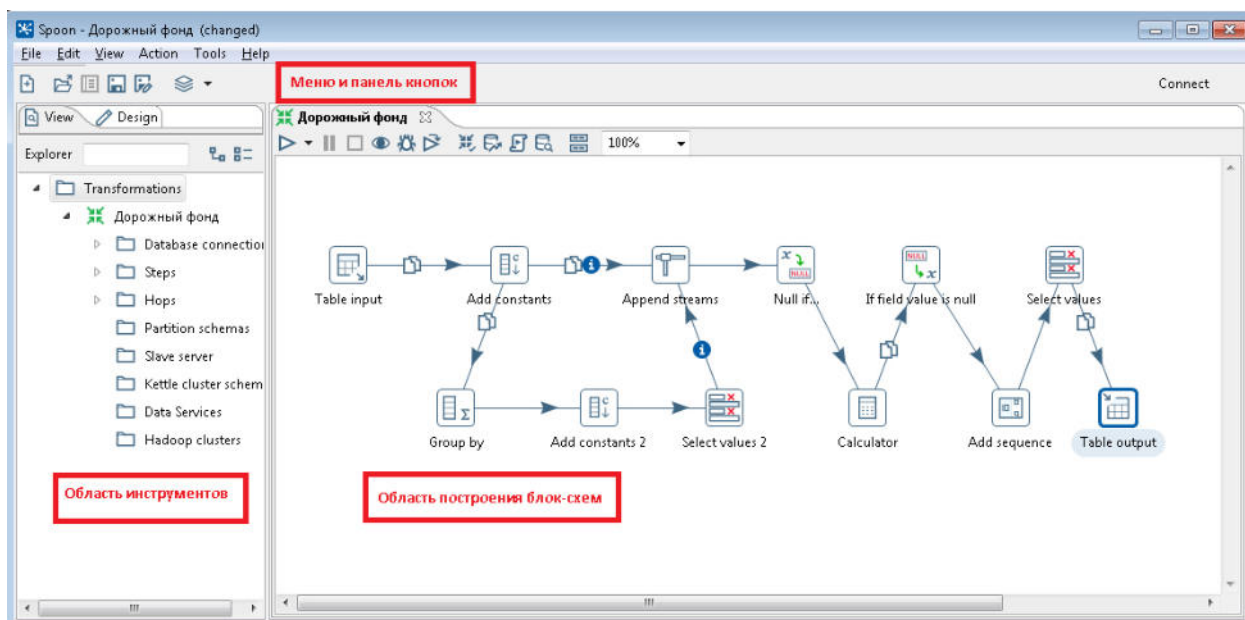 Spoon - Дорожный фонд (changed)
File Edit View Action Tools Help
Меню и панель кнопок
Connect
View Design
Дорожный фонд
Explorer
100%
Transformations
Дорожный фонд
Database connection
Steps
Hops
Partition schemas
Slave server
Kettle cluster schem
Data Services
Hadoop clusters
Table input Add constants Append streams Null if... If field value is null Select values
Group by Add constants 2 Select values 2 Calculator Add sequence Table output
Область инструментов
Область построения блок-схем